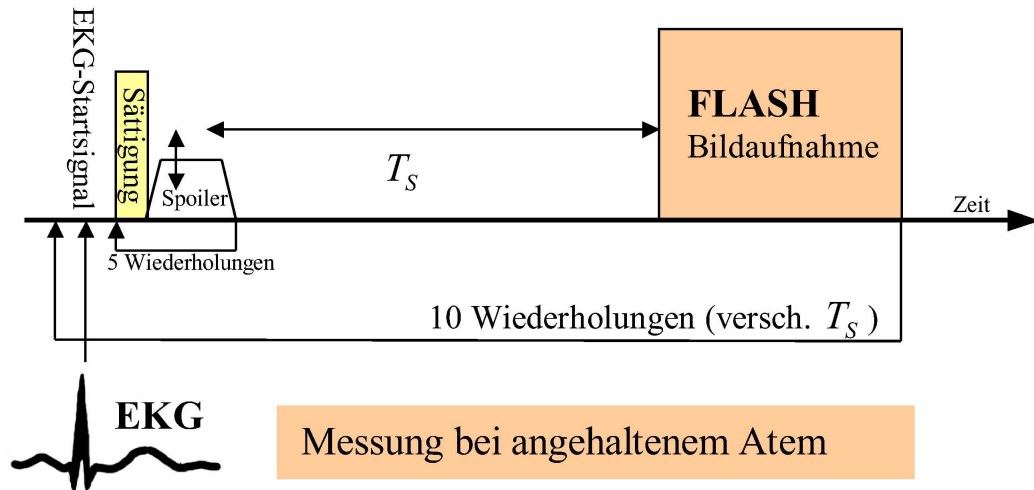 EKG-Startsignal
Sättigung
Spoiler
T_S
FLASH
Bildaufnahme
Zeit
5 Wiederholungen
10 Wiederholungen (versch. T_S )
EKG
Messung bei angehaltenem Atem